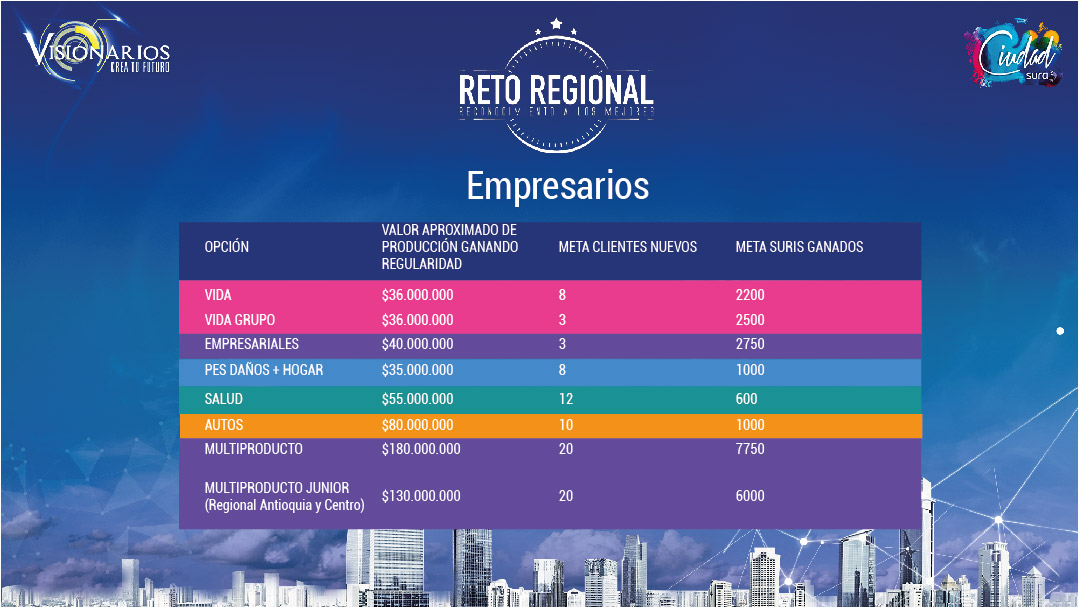 VISIONARIOS
CREA TU FUTURO
Ciudad
sura
RETO REGIONAL
RECONOCIMIENTO A LOS MEJORES
Empresarios
OPCIÓN VALOR APROXIMADO DE PRODUCCIÓN GANANDO REGULARIDAD META CLIENTES NUEVOS META SURIS GANADOS
VIDA $36.000.000 8 2200
VIDA GRUPO $36.000.000 3 2500
EMPRESARIALES $40.000.000 3 2750
PES DAÑOS + HOGAR $35.000.000 8 1000
SALUD $55.000.000 12 600
AUTOS $80.000.000 10 1000
MULTIPRODUCTO $180.000.000 20 7750
MULTIPRODUCTO JUNIOR
(Regional Antioquia y Centro) $130.000.000 20 6000